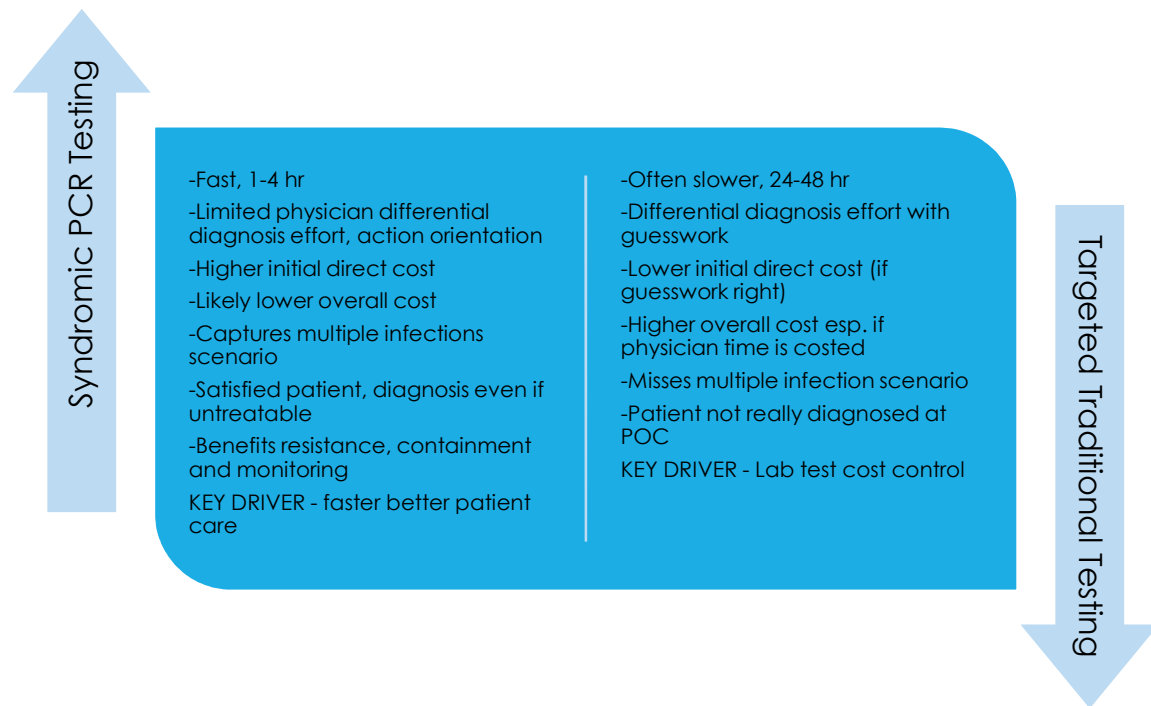 Syndromic PCR Testing
-Fast, 1-4 hr
-Limited physician differential
diagnosis effort, action orientation
-Higher initial direct cost
-Likely lower overall cost
-Captures multiple infections
scenario
-Satisfied patient, diagnosis even if
untreatable
-Benefits resistance, containment
and monitoring
KEY DRIVER - faster better patient
care
-Often slower, 24-48 hr
-Differential diagnosis effort with
guesswork
-Lower initial direct cost (if
guesswork right)
-Higher overall cost esp. if
physician time is costed
-Misses multiple infection scenario
-Patient not really diagnosed at
POC
KEY DRIVER - Lab test cost control
Targeted Traditional Testing